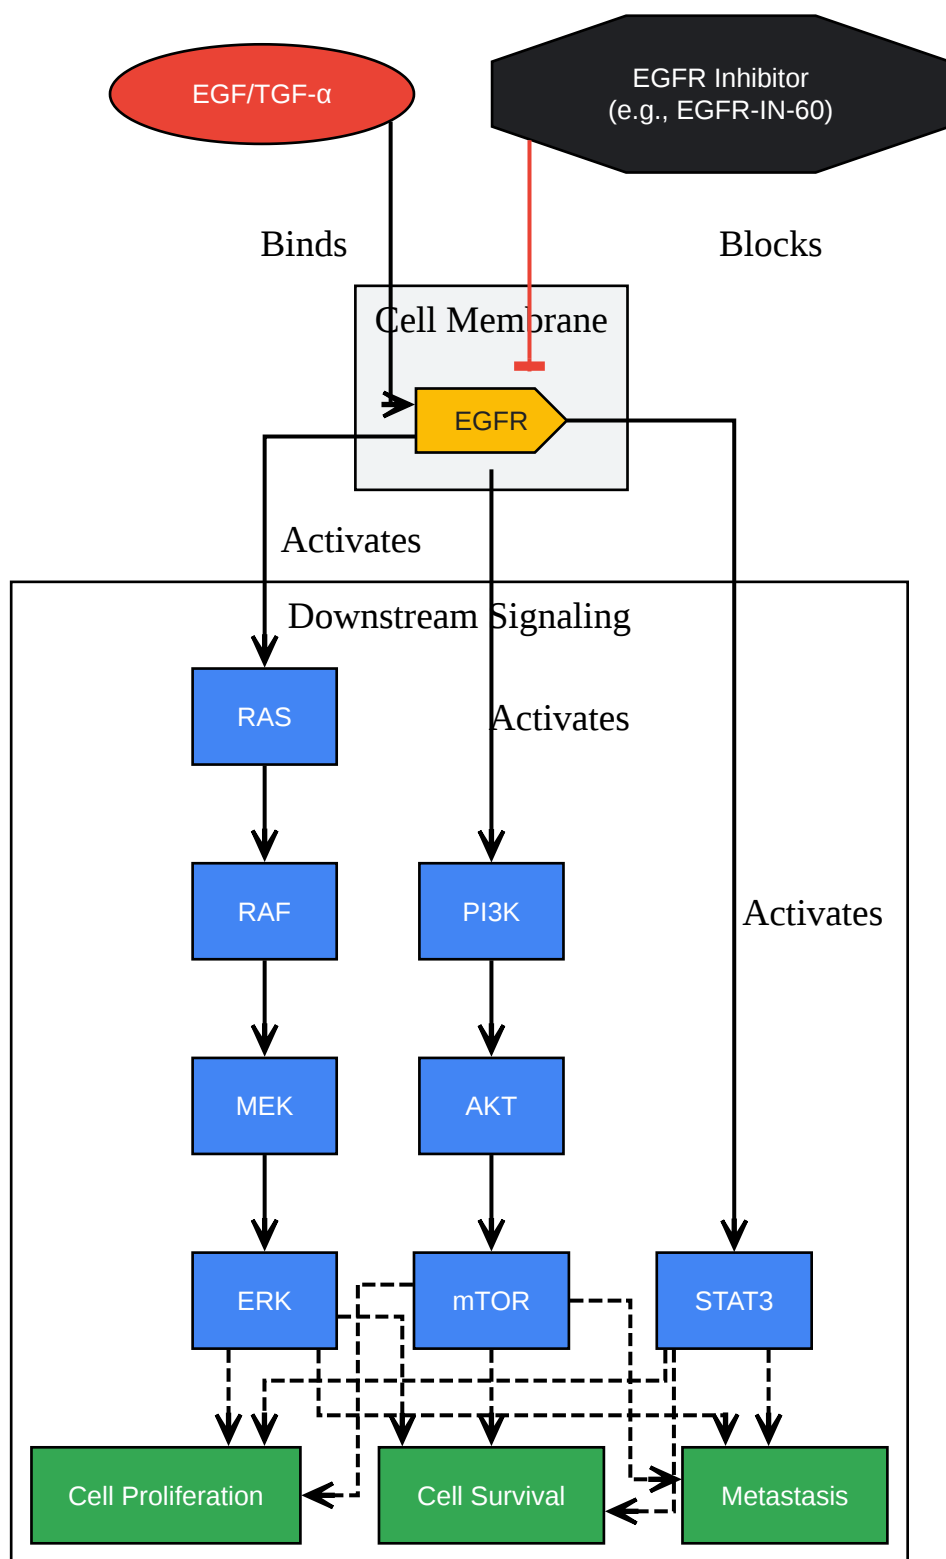 EGF/TGF-α
EGFR Inhibitor
(e.g., EGFR-IN-60)
Binds
Blocks
Cell Membrane
EGFR
Activates
Downstream Signaling
RAS
Activates
RAF
PI3K
Activates
MEK
AKT
ERK
mTOR
STAT3
Cell Proliferation
Cell Survival
Metastasis